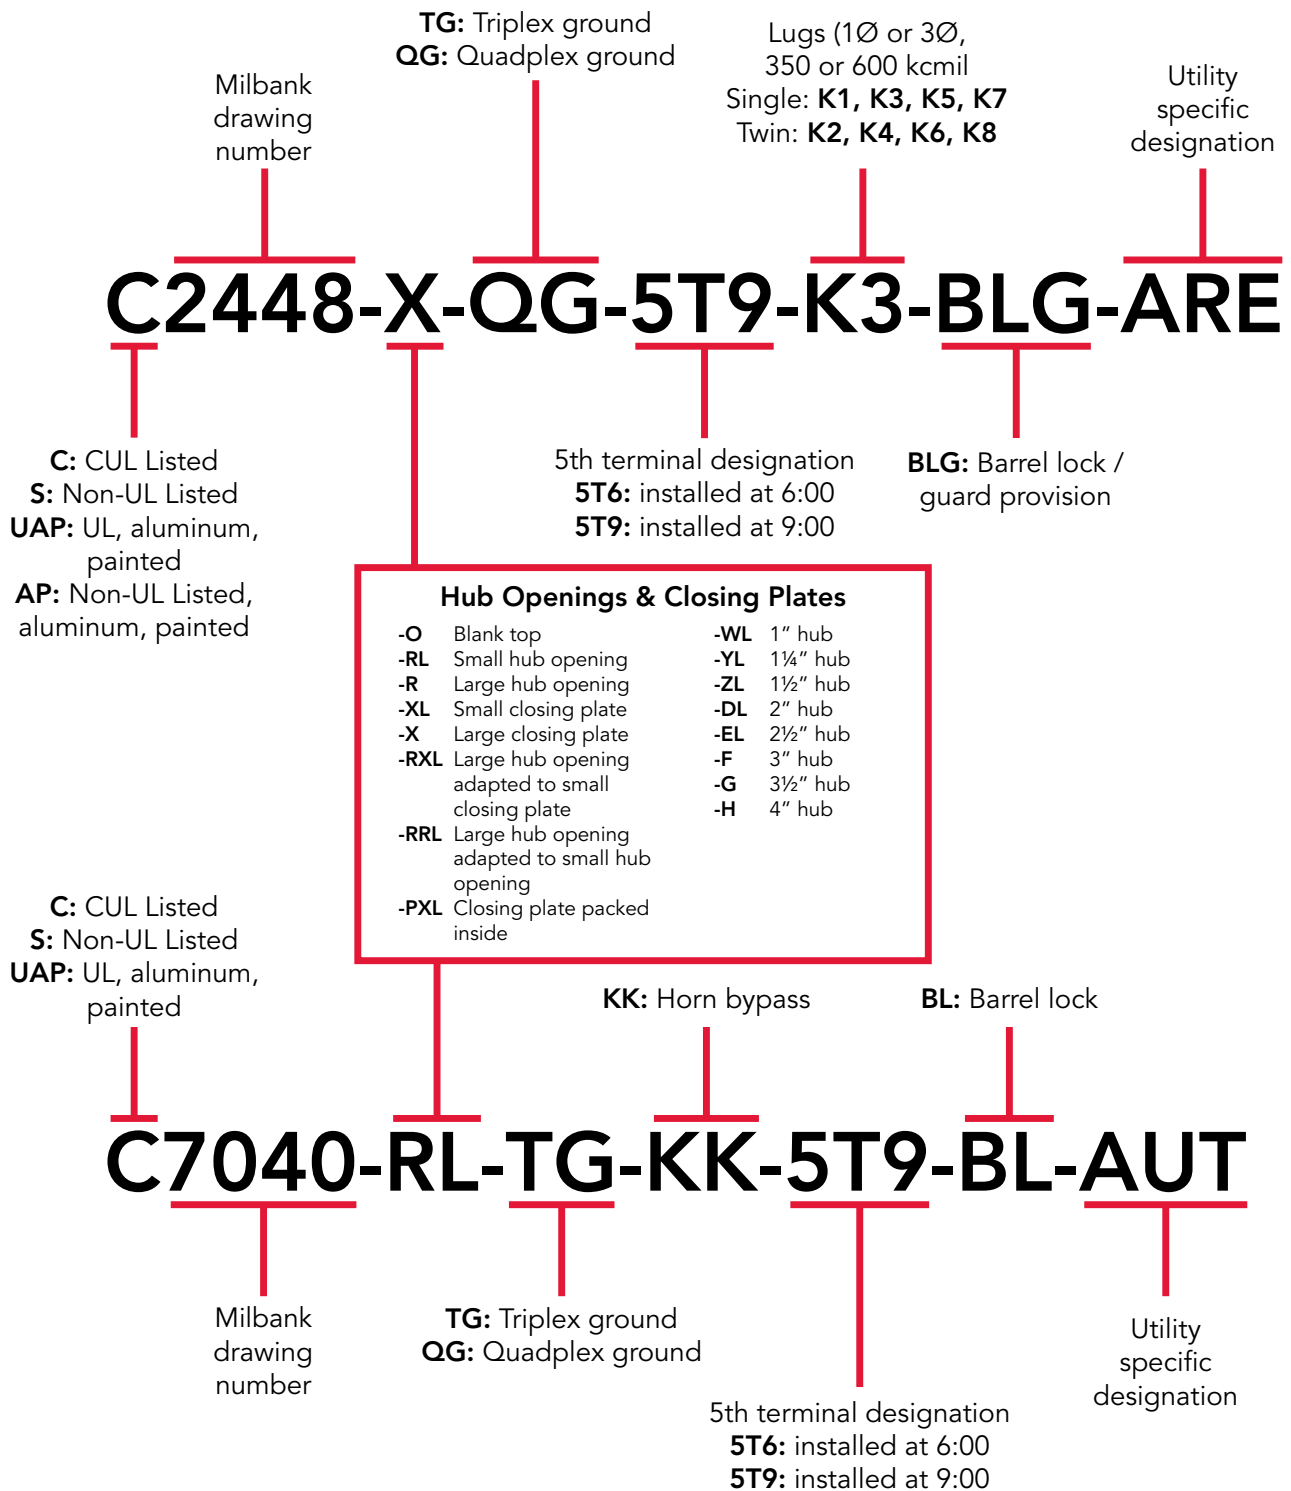 TG: Triplex ground
QG: Quadplex ground
Lugs (1Ø or 3Ø,
350 or 600 kcmil
Single: K1, K3, K5, K7
Twin: K2, K4, K6, K8
Milbank
drawing
number
Utility
specific
designation
C2448-X-QG-5T9-K3-BLG-ARE
C: CUL Listed
S: Non-UL Listed
UAP: UL, aluminum,
painted
AP: Non-UL Listed,
aluminum, painted
5th terminal designation
5T6: installed at 6:00
5T9: installed at 9:00
BLG: Barrel lock /
guard provision
Hub Openings & Closing Plates
-O Blank top
-RL Small hub opening
-R Large hub opening
-XL Small closing plate
-X Large closing plate
-RXL Large hub opening
adapted to small
closing plate
-RRL Large hub opening
adapted to small hub
opening
-PXL Closing plate packed
inside
-WL 1" hub
-YL 1¼" hub
-ZL 1½" hub
-DL 2" hub
-EL 2½" hub
-F 3" hub
-G 3½" hub
-H 4" hub
C: CUL Listed
S: Non-UL Listed
UAP: UL, aluminum,
painted
KK: Horn bypass
BL: Barrel lock
C7040-RL-TG-KK-5T9-BL-AUT
Milbank
drawing
number
TG: Triplex ground
QG: Quadplex ground
5th terminal designation
5T6: installed at 6:00
5T9: installed at 9:00
Utility
specific
designation